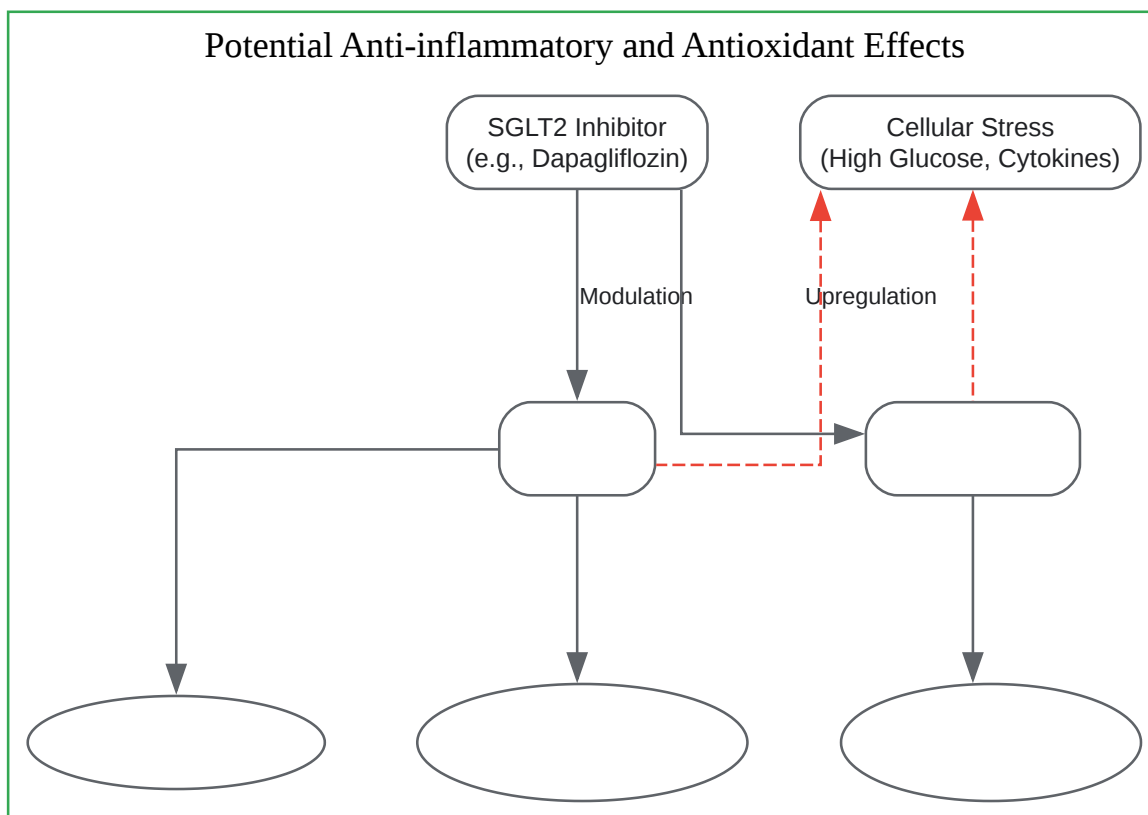 Potential Anti-inflammatory and Antioxidant Effects
SGLT2 Inhibitor
(e.g., Dapagliflozin)
Cellular Stress
(High Glucose, Cytokines)
Modulation
Upregulation